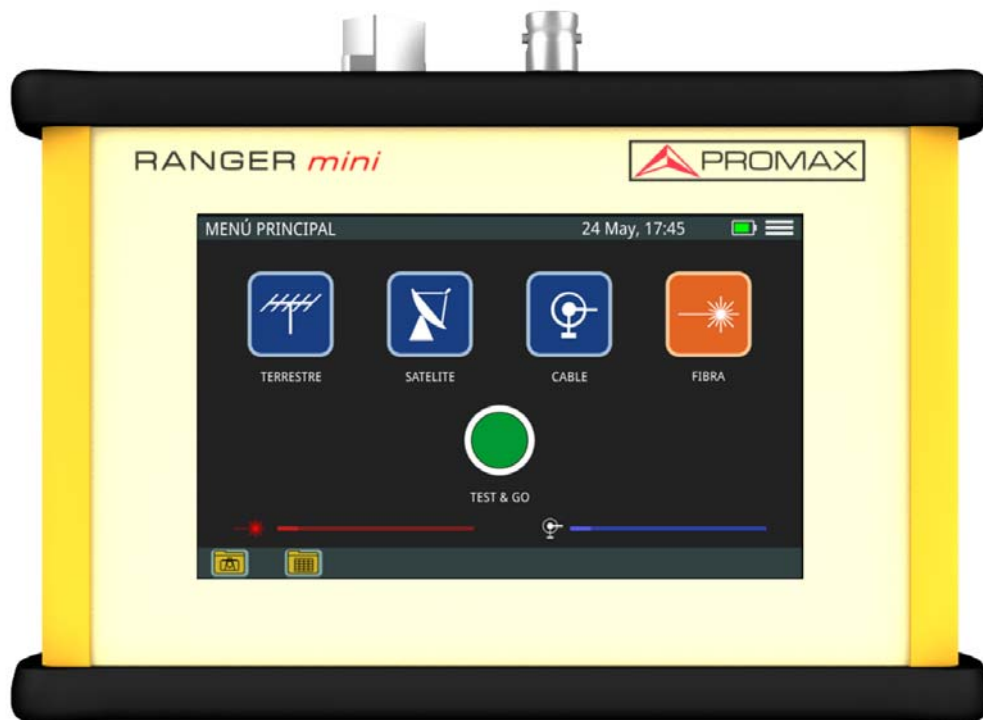 RANGER mini
PROMAX
MENÚ PRINCIPAL 24 May, 17:45
TERRESTRE SATELITE CABLE FIBRA
TEST & GO